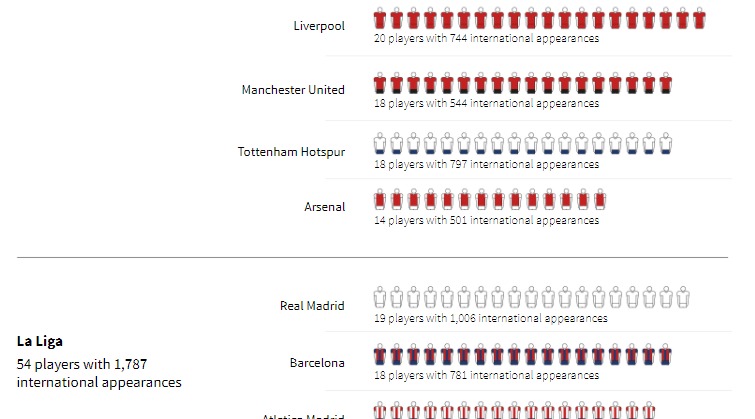 Liverpool
20 players with 744 international appearances
Manchester United
18 players with 544 international appearances
Tottenham Hotspur
18 players with 797 international appearances
Arsenal
14 players with 501 international appearances
Real Madrid
19 players with 1,006 international appearances
La Liga
54 players with 1,787
international appearances
Barcelona
18 players with 781 international appearances
Atletico Madrid